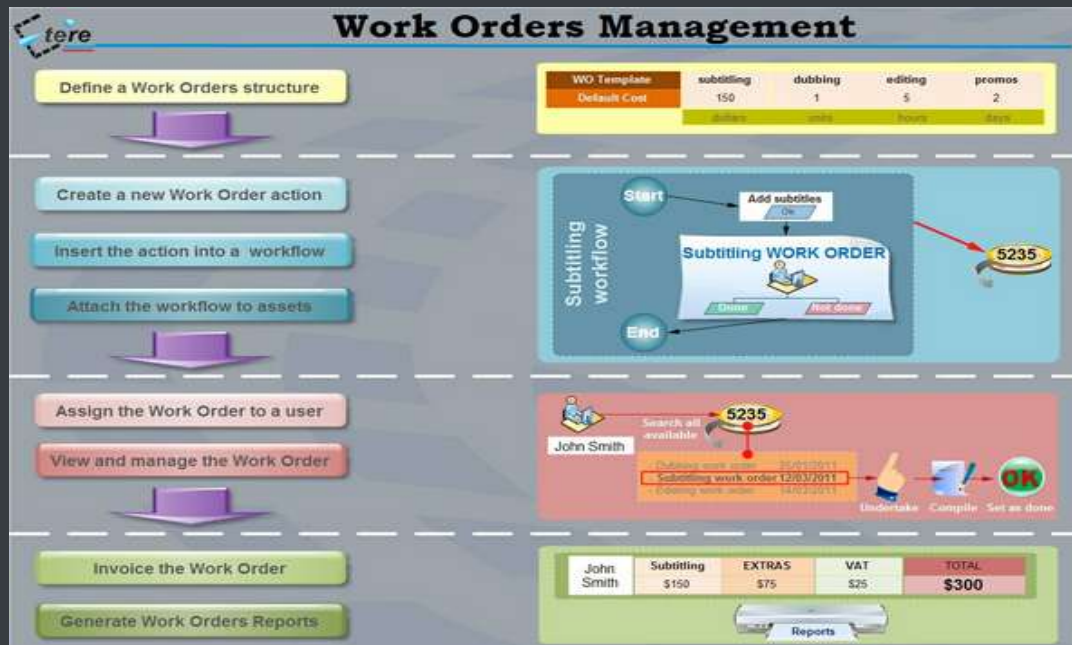 etere
Work Orders Management
Define a Work Orders structure
WO Template subtitling dubbing editing promos
Default Cost 150 1 5 2
dollars units hours days
Create a new Work Order action
Insert the action into a workflow
Attach the workflow to assets
Subtitling
workflow
Start
Add subtitles
Ok
Subtitling WORK ORDER
Done Not done
End
5235
Assign the Work Order to a user
View and manage the Work Order
John Smith
Search all
available
5235
- Dubbing work order
- Subtitling work order 12/03/2011
- Editing work order 14/03/2011
Undertake Compile Set as done
OK
Invoice the Work Order
Generate Work Orders Reports
John
Smith
Subtitling EXTRAS VAT TOTAL
$150 $75 $25 $300
Reports